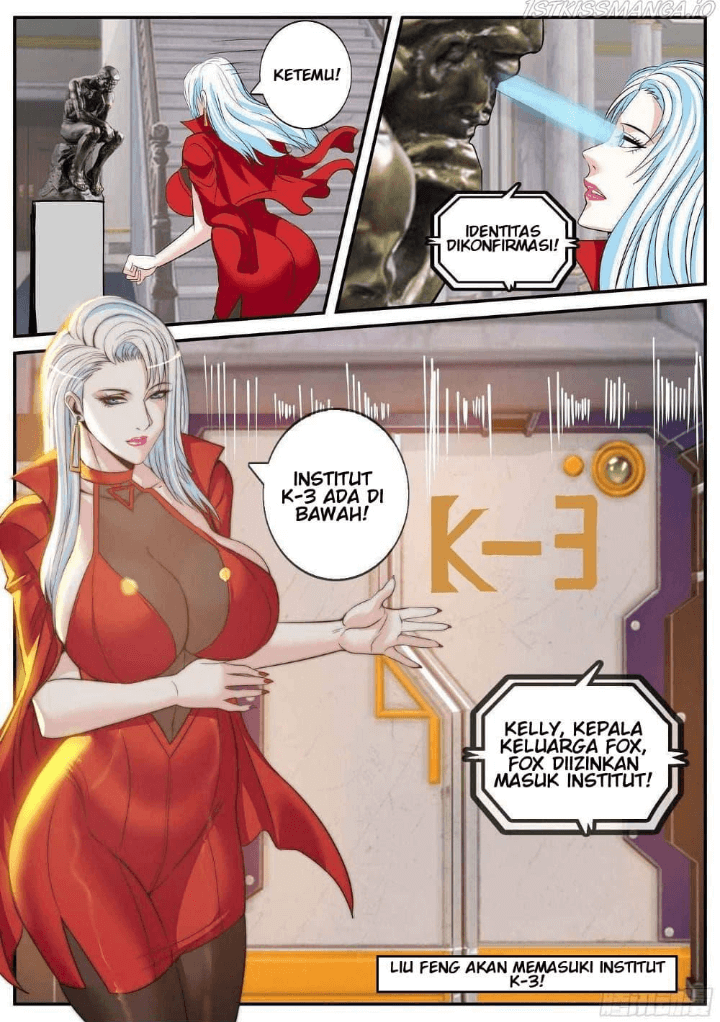 1STKISSMANGA.IO
KETEMU!
IDENTITAS
DIKONFIRMASI!
INSTITUT
K-3 ADA DI
BAWAH!
K-3
KELLY, KEPALA
KELUARGA FOX,
FOX DIIZINKAN
MASUK INSTITUT!
LIU FENG AKAN MEMASUKI INSTITUT
K-3!